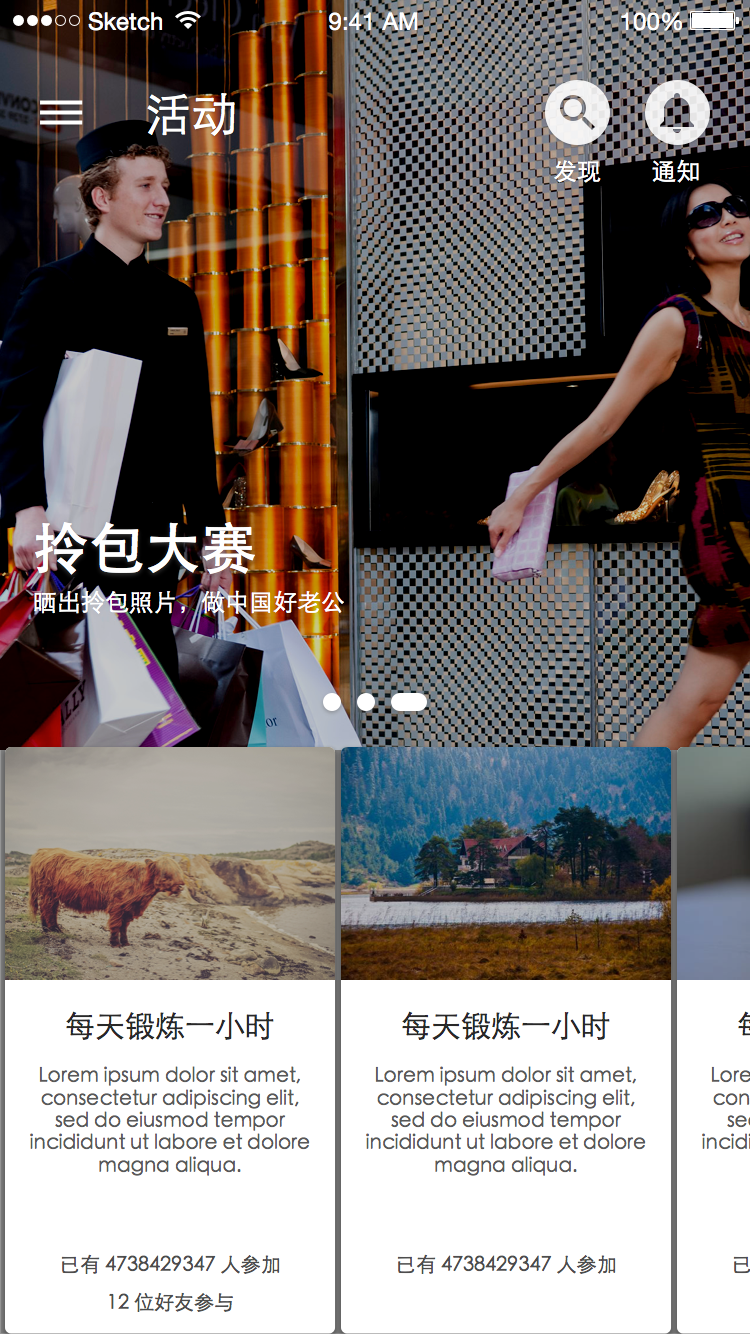 Sketch 9:41 AM 100%
活动
发现 通知
拎包大赛
晒出拎包照片，做中国好老公
每天锻炼一小时
Lorem ipsum dolor sit amet,
consectetur adipiscing elit,
sed do eiusmod tempor
incididunt ut labore et dolore
magna aliqua.
已有 4738429347 人参加
12 位好友参与
每天锻炼一小时
Lorem ipsum dolor sit amet,
consectetur adipiscing elit,
sed do eiusmod tempor
incididunt ut labore et dolore
magna aliqua.
已有 4738429347 人参加
Lore
con
se
incidi
已